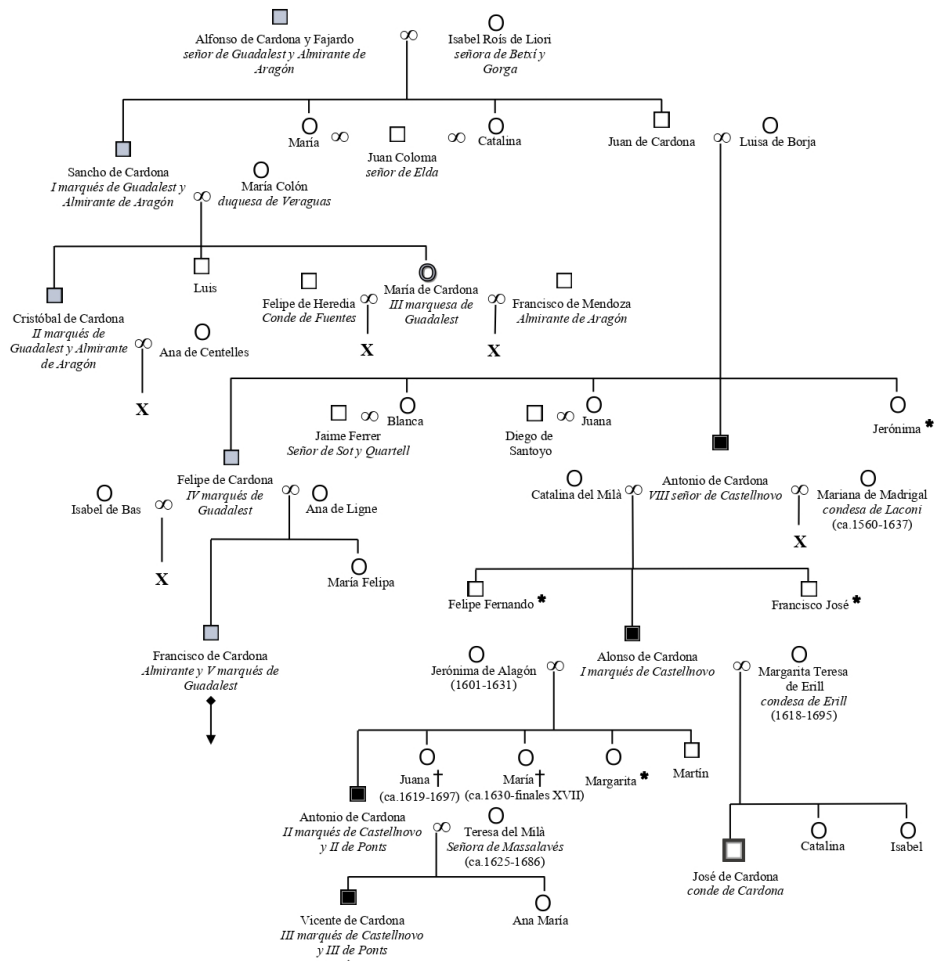 Alfonso de Cardona y Fajardo
señor de Guadalest y Almirante de
Aragón
∞
Isabel Roís de Liori
señora de Betxí y
Gorga
María
∞
Juan Coloma
señor de Elda
∞
Catalina
Juan de Cardona
∞
Luisa de Borja
Sancho de Cardona
I marqués de Guadalest y
Almirante de Aragón
∞
María Colón
duquesa de Veraguas
Cristóbal de Cardona
II marqués de
Guadalest y Almirante
de Aragón
∞
Ana de Centelles
X
Luis
Felipe de Heredia
Conde de Fuentes
∞
X
María de Cardona
III marquesa de
Guadalest
∞
X
Francisco de Mendoza
Almirante de Aragón
Jaime Ferrer
Señor de Sot y Quartell
∞
Blanca
Diego de
Santoyo
∞
Juana
Jerónima *
Isabel de Bas
∞
X
Felipe de Cardona
IV marqués de
Guadalest
∞
Ana de Ligne
Catalina del Milà
∞
Antonio de Cardona
VIII señor de Castellnovo
∞
X
Mariana de Madrigal
condesa de Laconi
(ca.1560-1637)
María Felipa
Francisco de Cardona
Almirante y V marqués de
Guadalest
Felipe Fernando *
Francisco José *
Jerónima de Alagón
(1601-1631)
∞
Alonso de Cardona
I marqués de Castelnovo
∞
Margarita Teresa
de Erill
condesa de Erill
(1618-1695)
Antonio de Cardona
II marqués de Castelhnovo
y II de Ponts
∞
Teresa del Milà
Señora de Massalavés
(ca.1625-1686)
Juana †
(ca.1619-1697)
María †
(ca.1630-finales XVII)
Margarita *
Martín
José de Cardona
conde de Cardona
Catalina
Isabel
Vicente de Cardona
III marqués de Castellnovo
y III de Ponts
Ana María